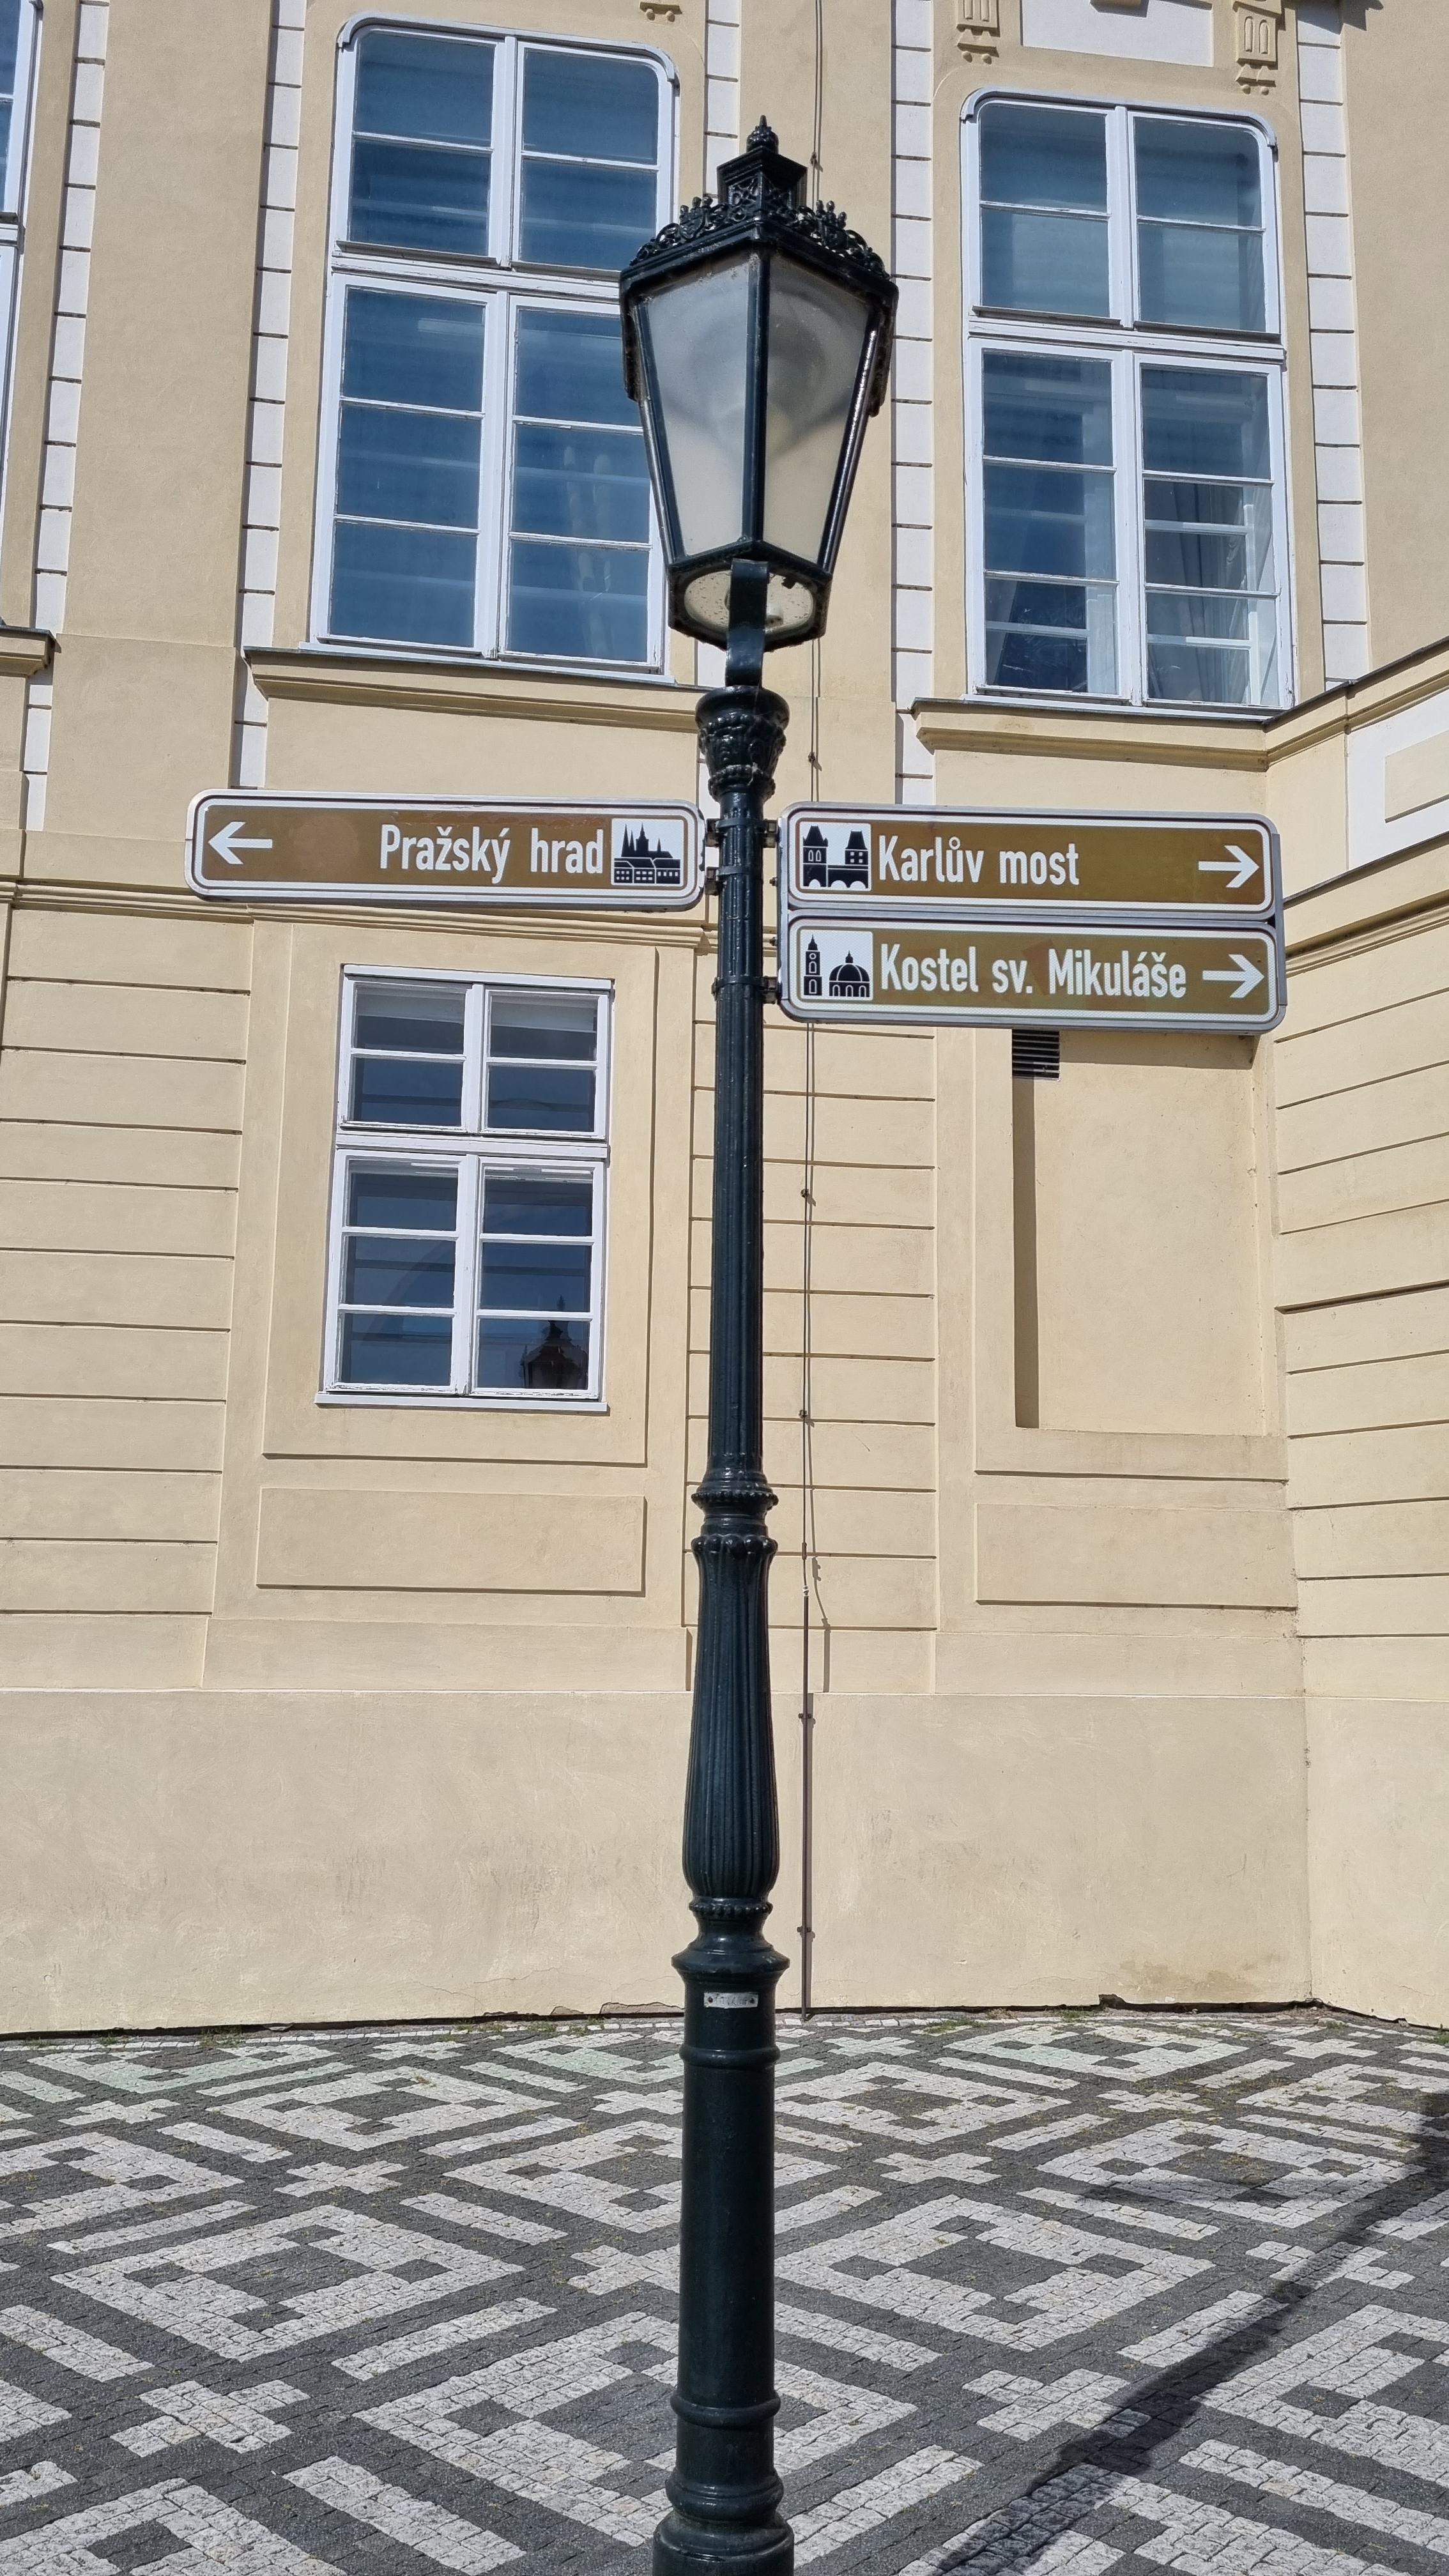 Pražský hrad
Karlův most
Kostel sv. Mikuláše